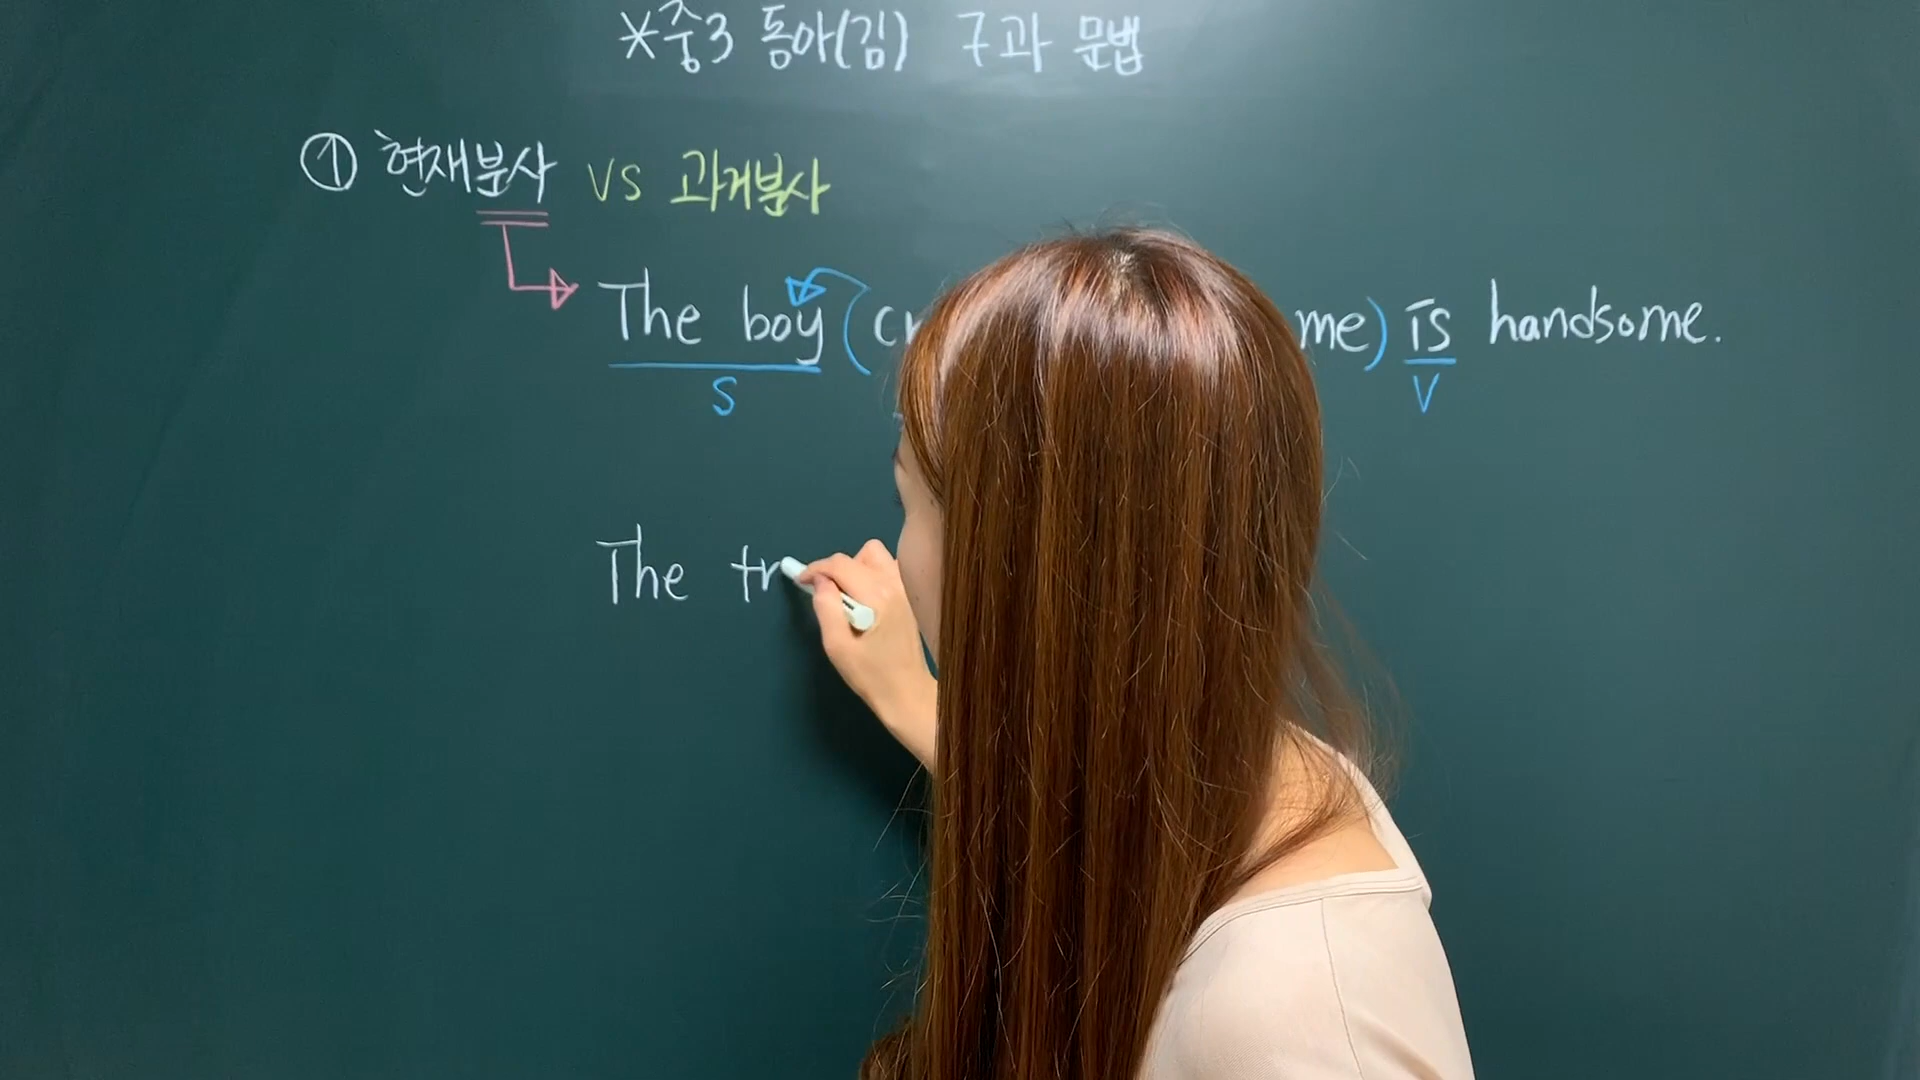 *중3 동아(김) 7과 문법
① 현재분사 vs 과거분사
The boy ( me) is handsome.
S V
The